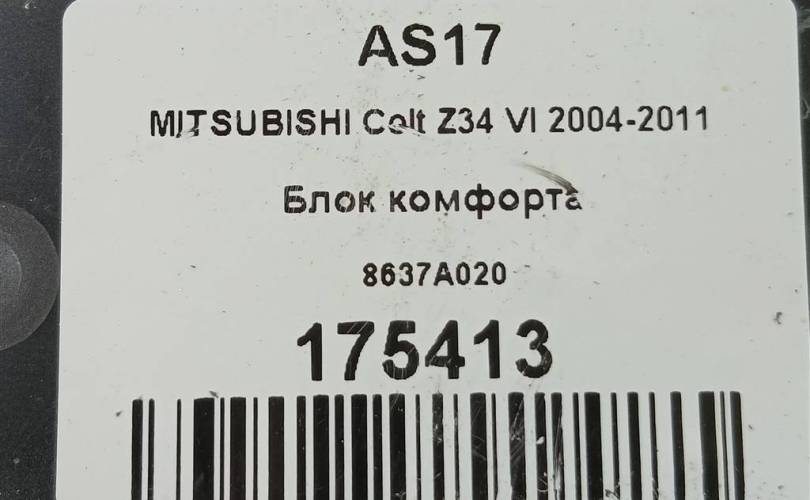 AS17
MITSUBISHI Colt Z34 VI 2004-2011
Блок комфорта
8637A020
175413